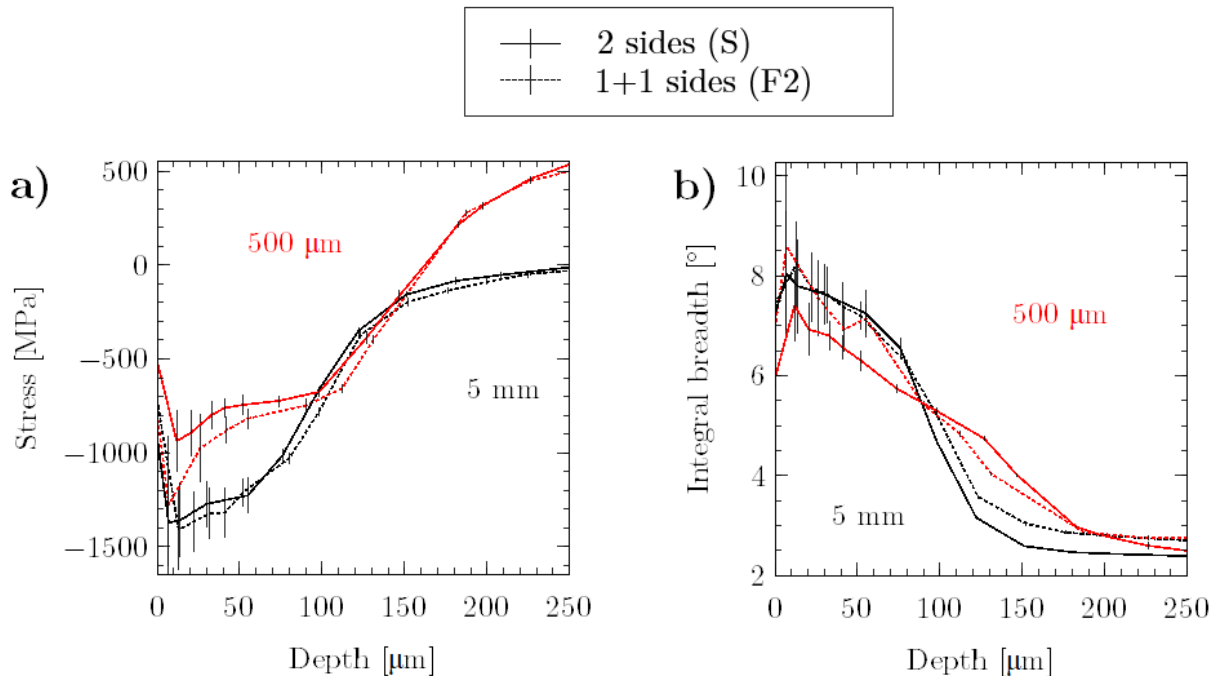 2 sides (S)
1+1 sides (F2)
a)
500
0
−500
−1000
−1500
Stress [MPa]
500 µm
5 mm
0 50 100 150 200 250
Depth [µm]
b)
10
8
6
4
2
Integral breadth [°]
500 µm
5 mm
0 50 100 150 200 250
Depth [µm]